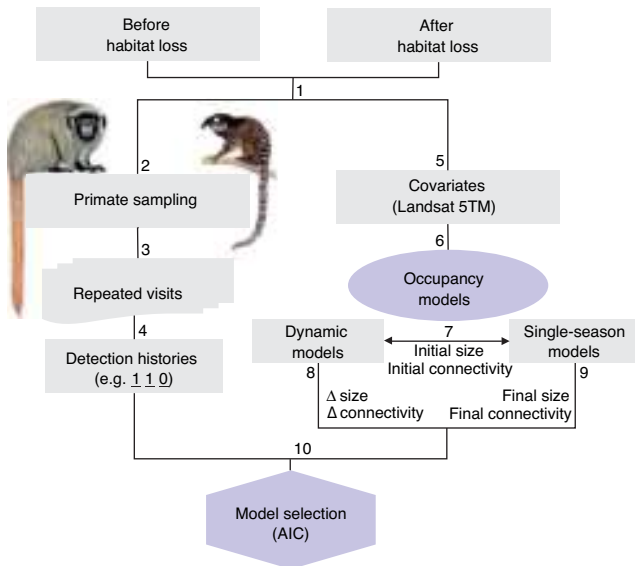 Before
habitat loss
After
habitat loss
1
2
Primate sampling
3
Repeated visits
4
Detection histories
(e.g. 1 1 0)
5
Covariates
(Landsat 5TM)
6
Occupancy
models
Dynamic
models
7
Initial size
Initial connectivity
Single-season
models
8
Δ size
Δ connectivity
9
Final size
Final connectivity
10
Model selection
(AIC)